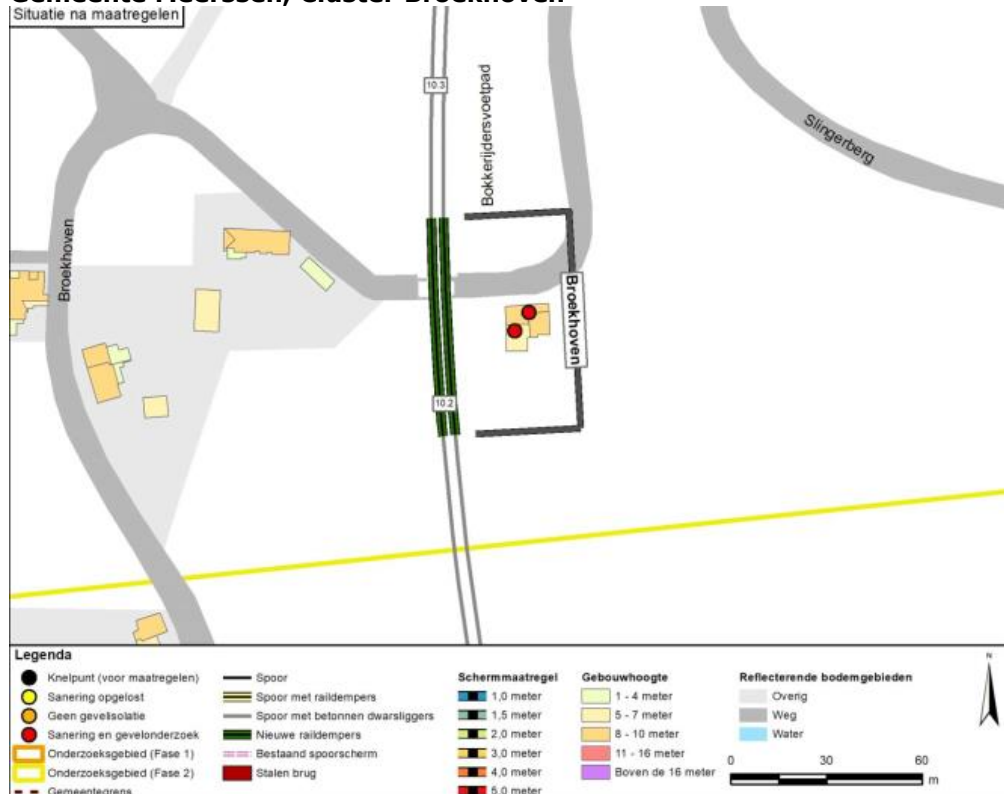 Gemeente Meerssen, Cluster Broekhoven
Situatie na maatregelen
10.3
Bokkerijdersvoetpad
Slingerberg
Broekhoven
Broekhoven
10.2
Legenda
Knelpunt (voor maatregelen)
Sanering opgelost
Geen gevelisolatie
Sanering en gevelonderzoek
Onderzoeksgebied (Fase 1)
Onderzoeksgebied (Fase 2)
Gemeentegrens
Spoor
Spoor met raildempers
Spoor met betonnen dwarsliggers
Nieuwe raildempers
Bestaand spoorscherm
Stalen brug
Schermmaatregel
1,0 meter
1,5 meter
2,0 meter
3,0 meter
4,0 meter
5,0 meter
Gebouwhoogte
1 - 4 meter
5 - 7 meter
8 - 10 meter
11 - 16 meter
Boven de 16 meter
Reflecterende bodemgebieden
Overig
Weg
Water
N
0 30 60
m